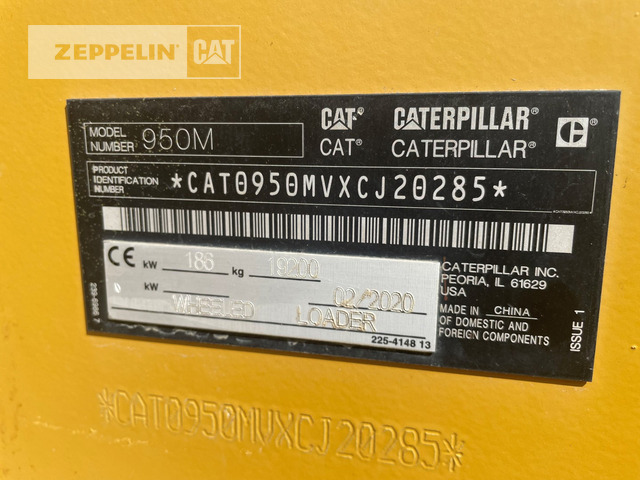 ZEPPELIN CAT
MODEL NUMBER 950M
CAT® CATERPILLAR®
CAT® CATERPILLAR®
PRODUCT IDENTIFICATION NUMBER *CAT0950MVXCJ20285*
CE kW 186 kg 19200
kW 02/2020
WHEELED LOADER
225-4148 13
CATERPILLAR INC.
PEORIA, IL 61629
USA
MADE IN CHINA
OF DOMESTIC AND
FOREIGN COMPONENTS
ISSUE 1
*CAT0950MVXCJ20285*